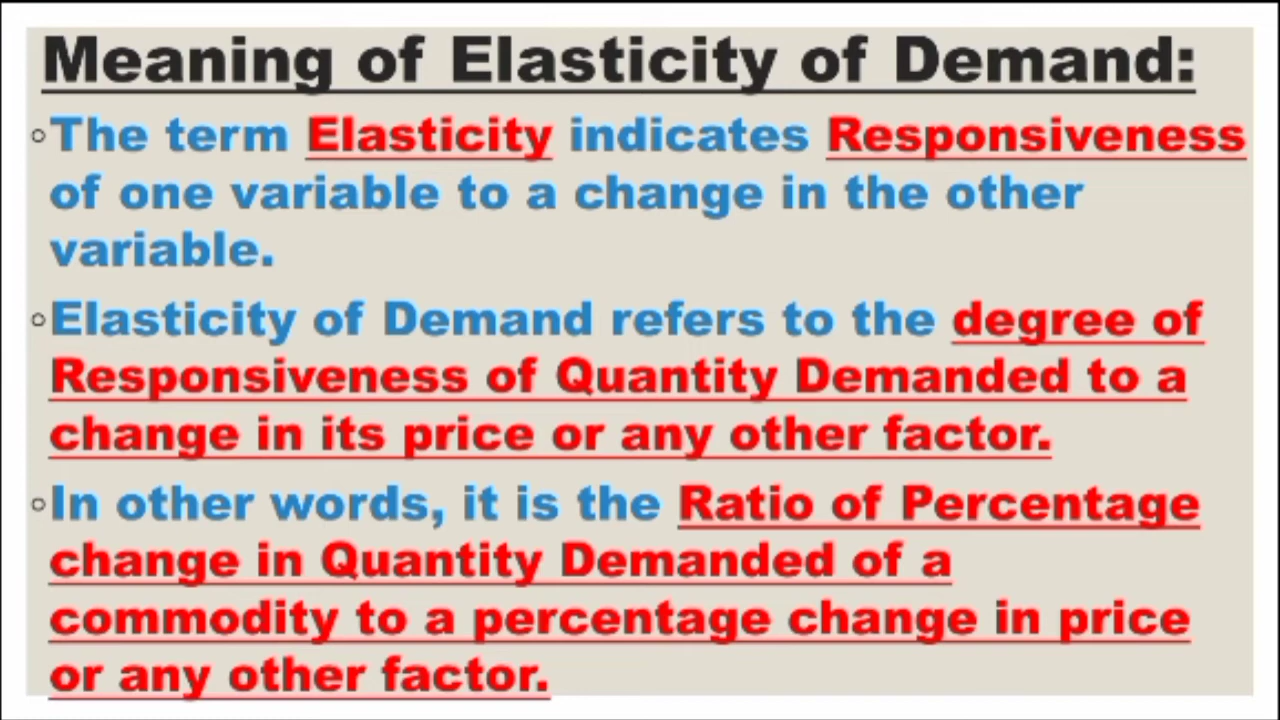 Meaning of Elasticity of Demand:
◦The term Elasticity indicates Responsiveness
of one variable to a change in the other
variable.
◦Elasticity of Demand refers to the degree of
Responsiveness of Quantity Demanded to a
change in its price or any other factor.
◦In other words, it is the Ratio of Percentage
change in Quantity Demanded of a
commodity to a percentage change in price
or any other factor.